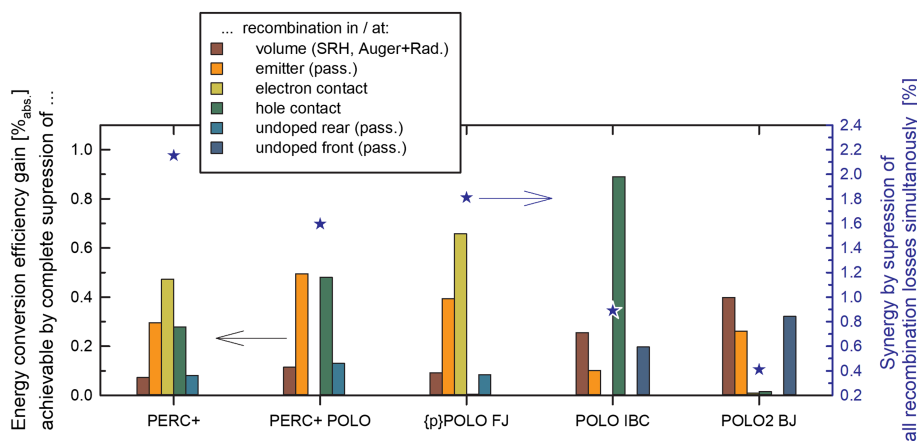 ... recombination in / at:
volume (SRH, Auger+Rad.)
emitter (pass.)
electron contact
hole contact
undoped rear (pass.)
undoped front (pass.)
Energy conversion efficiency gain [%abs.]
achievable by complete supression of ...
1.0
0.8
0.6
0.4
0.2
0.0
2.4
2.2
2.0
1.8
1.6
1.4
1.2
1.0
0.8
0.6
0.4
0.2
Synergy by supression of
all recombination losses simultanously [%]
PERC+
PERC+ POLO
{p}POLO FJ
POLO IBC
POLO2 BJ